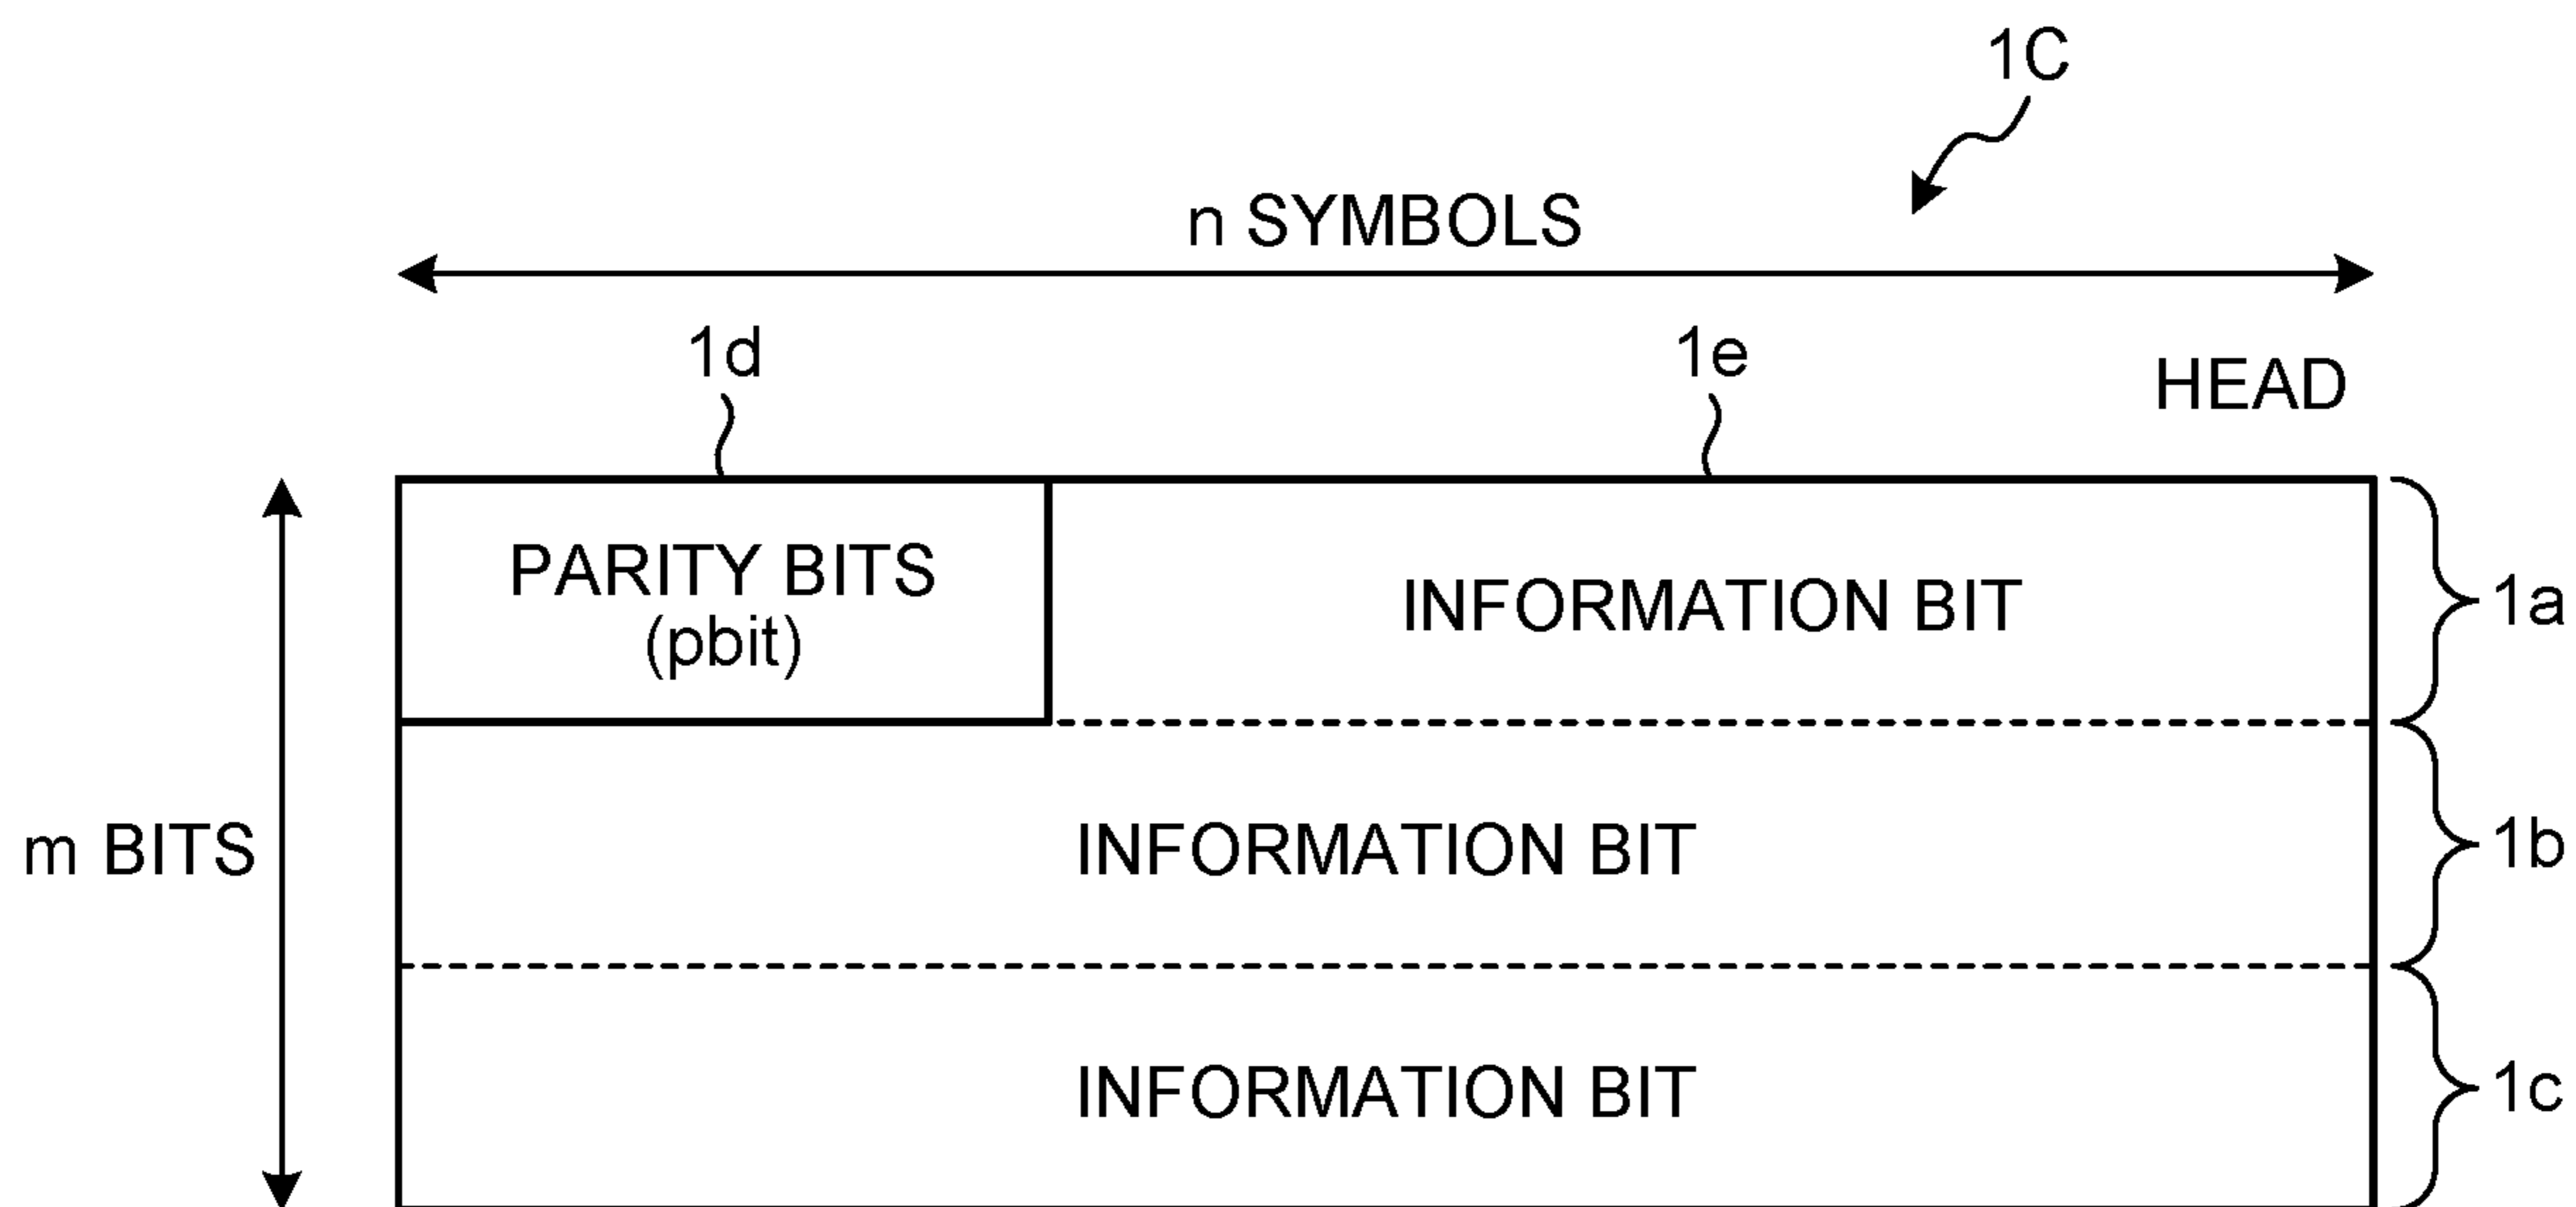 1C
n SYMBOLS
1d
1e
HEAD
PARITY BITS
(pbit)
INFORMATION BIT
1a
m BITS
INFORMATION BIT
1b
INFORMATION BIT
1c